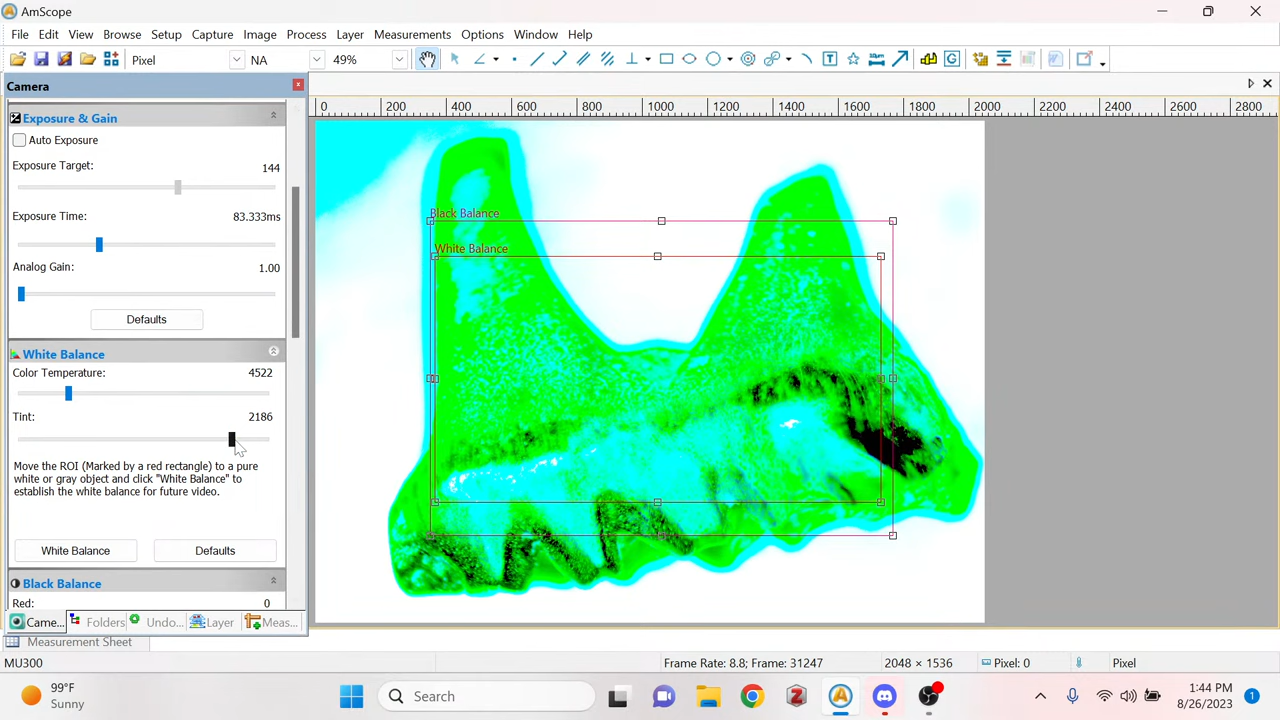 AmScope
File Edit View Browse Setup Capture Image Process Layer Measurements Options Window Help
Pixel NA 49%
Camera
0 200 400 600 800 1000 1200 1400 1600 1800 2000 2200 2400 2600 2800
Exposure & Gain
Auto Exposure
Exposure Target: 144
Exposure Time: 83.333ms
Analog Gain: 1.00
Defaults
White Balance
Color Temperature: 4522
Tint: 2186
Move the ROI (Marked by a red rectangle) to a pure
white or gray object and click "White Balance" to
establish the white balance for future video.
White Balance Defaults
Black Balance
Red: 0
Came... Folders Undo... Layer Meas...
Black Balance
White Balance
Measurement Sheet
MU300 Frame Rate: 8.8; Frame: 31247 2048 × 1536 Pixel: 0 Pixel
99°F
Sunny
Search
1:44 PM
8/26/2023
1